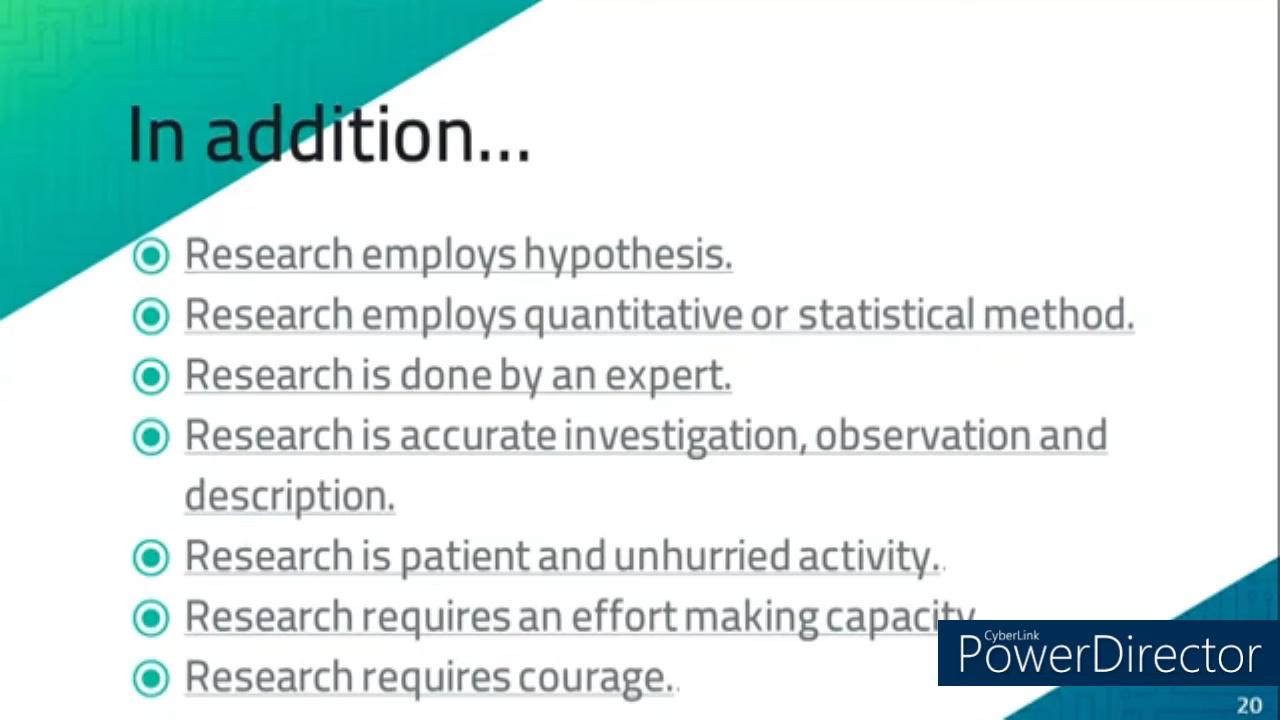 In addition...
Research employs hypothesis.
Research employs quantitative or statistical method.
Research is done by an expert.
Research is accurate investigation, observation and
description.
Research is patient and unhurried activity..
Research requires an effort making capacity
Research requires courage..
CyberLink
PowerDirector
20